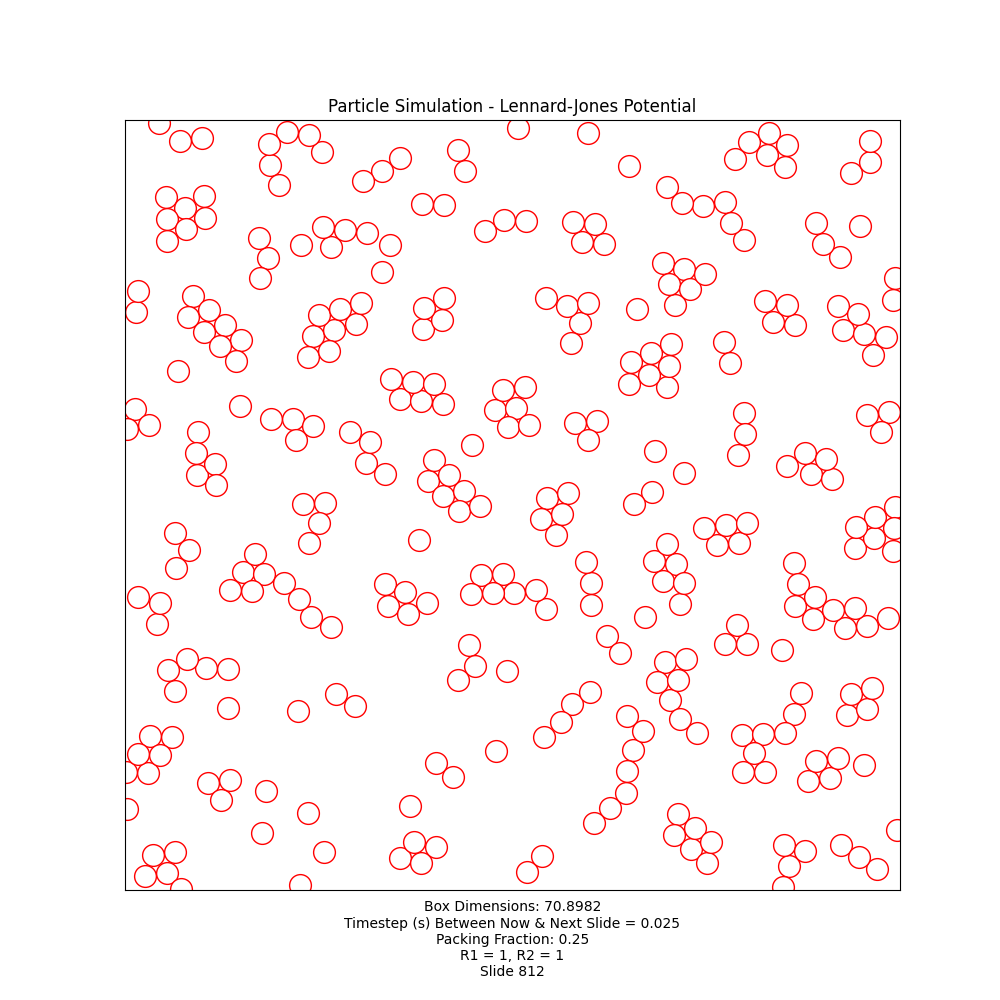 Particle Simulation - Lennard-Jones Potential
Box Dimensions: 70.8982
Timestep (s) Between Now & Next Slide = 0.025
Packing Fraction: 0.25
R1 = 1, R2 = 1
Slide 812